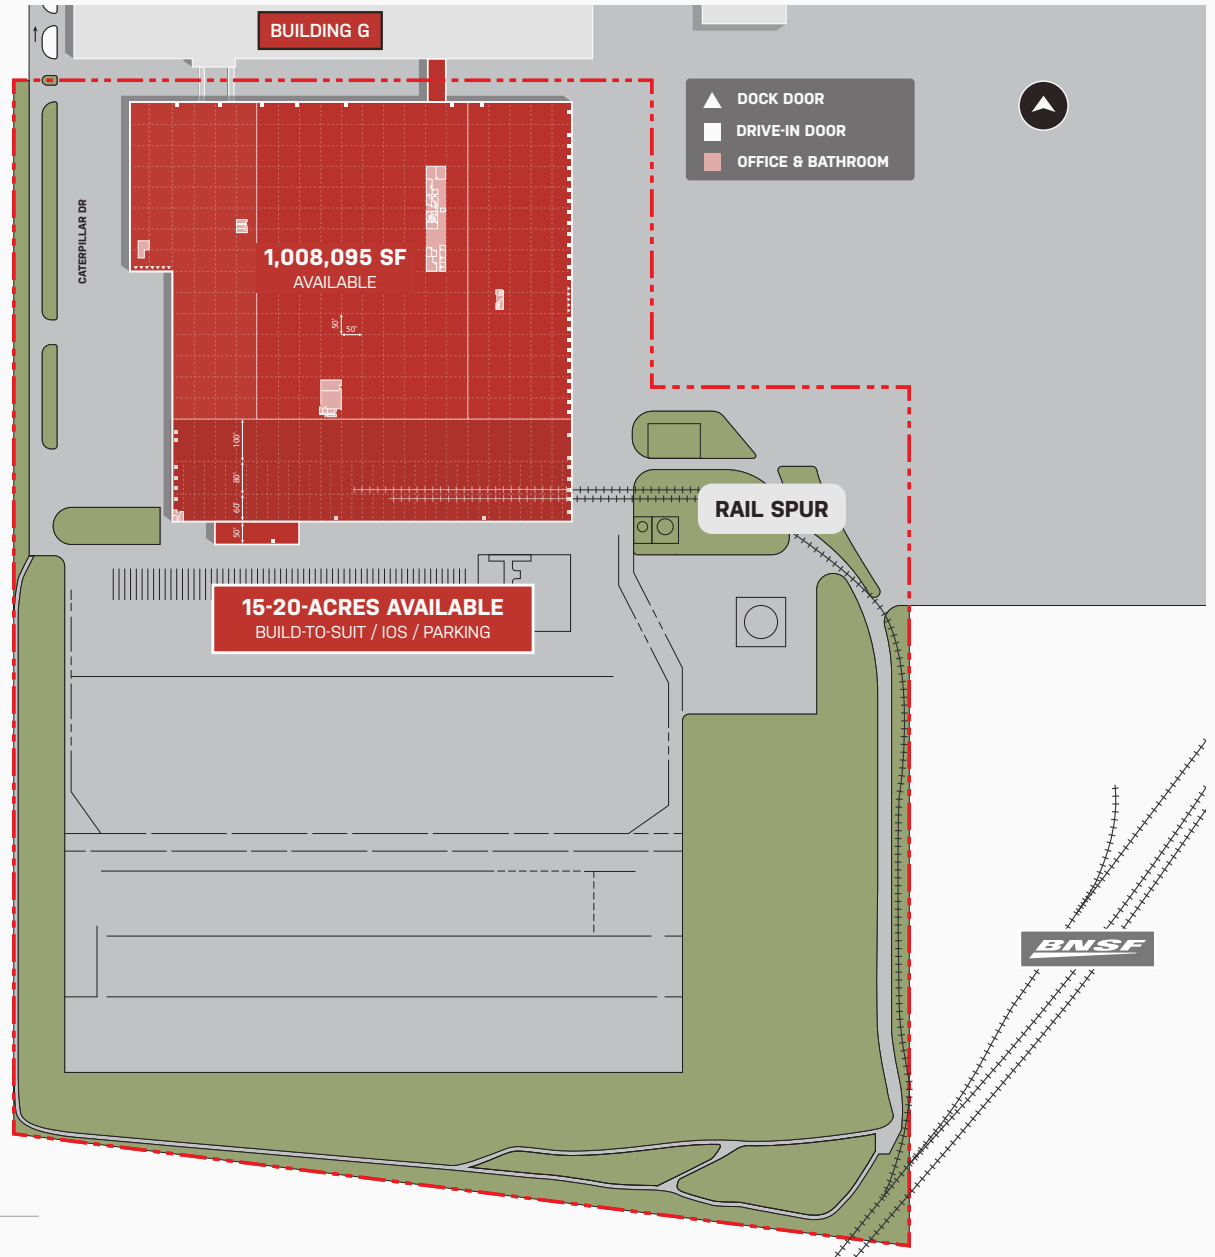 BUILDING G
DOCK DOOR
DRIVE-IN DOOR
OFFICE & BATHROOM
CATERPILLAR DR
1,008,095 SF
AVAILABLE
50'
50'
100'
80'
60'
50'
RAIL SPUR
15-20-ACRES AVAILABLE
BUILD-TO-SUIT / IOS / PARKING
BNSF